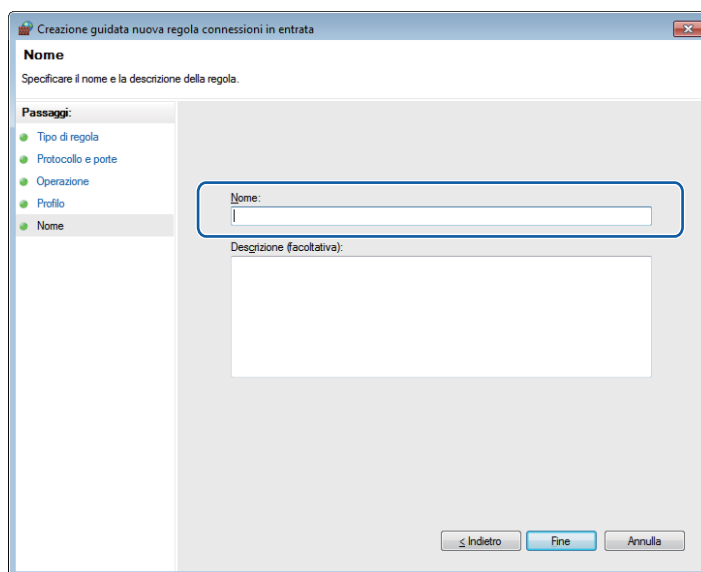 Creazione guidata nuova regola connessioni in entrata
Nome
Specificare il nome e la descrizione della regola.
Passaggi:
Tipo di regola
Protocollo e porte
Operazione
Profilo
Nome
Nome:
Descrizione (facoltativa):
< Indietro
Fine
Annulla